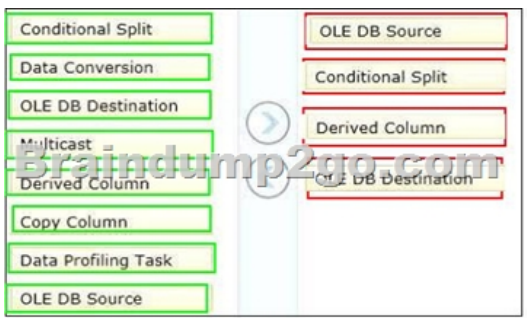 Conditional Split
Data Conversion
OLE DB Destination
Multicast
Derived Column
Copy Column
Data Profiling Task
OLE DB Source
OLE DB Source
Conditional Split
Derived Column
OLE DB Destination
Braindump2go.com